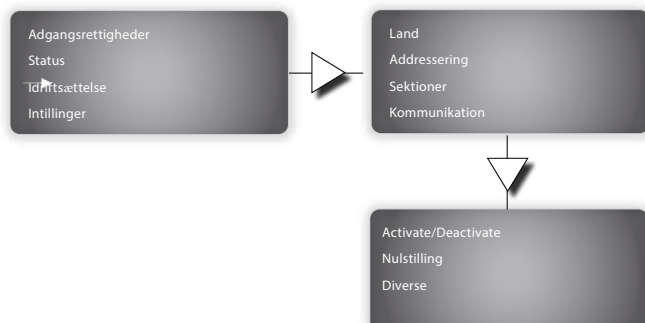 Adgangsrettigheder
Status
Idriftsættelse
Intillinger
Land
Addressering
Sektioner
Kommunikation
Activate/Deactivate
Nulstilling
Diverse